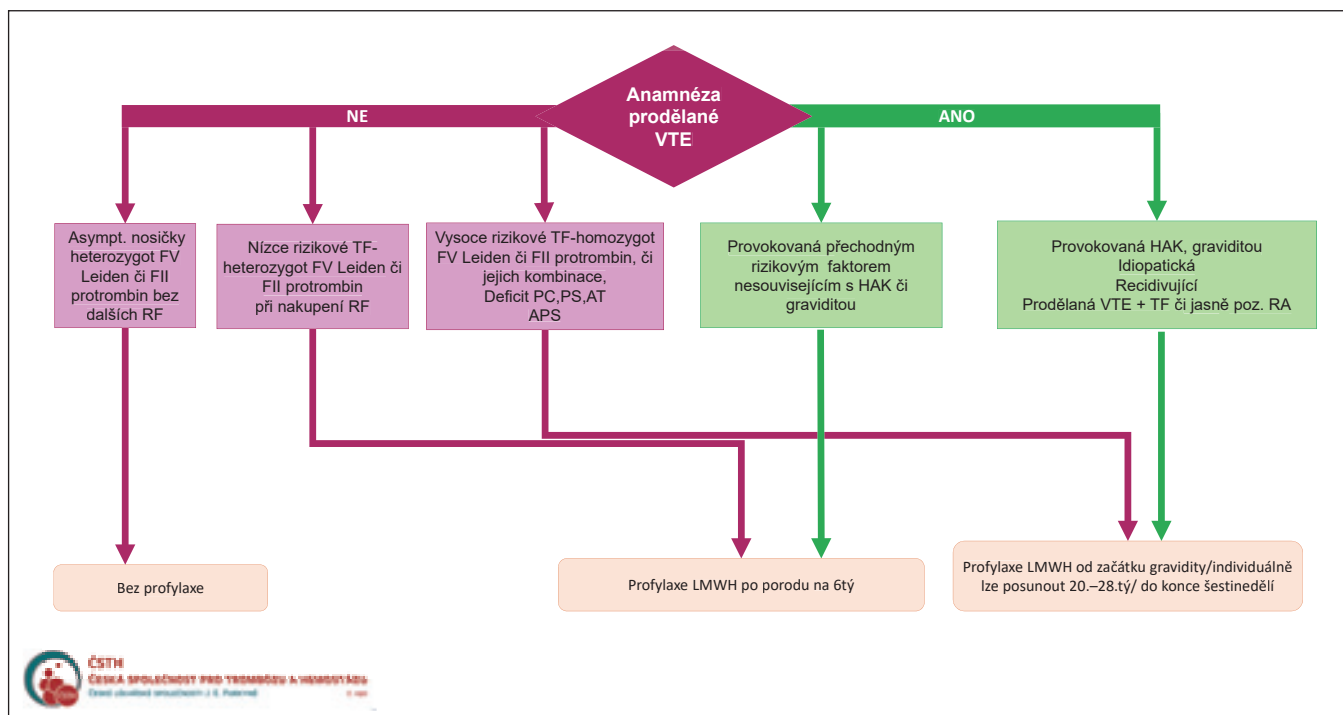 Anamnéza
prodělané
VTE
NE
ANO
Asympt. nosičky
heterozygot FV
Leiden či FII
protrombin bez
dalších RF
Nízce rizikové TF-
heterozygot FV Leiden či
FII protrombin
při nakupení RF
Vysoce rizikové TF-homozygot
FV Leiden či FII protrombin, či
jejich kombinace,
Deficit PC,PS,AT
APS
Provokovaná přechodným
rizikovým faktorem
nesouvisejícím s HAK či
graviditou
Provokovaná HAK, graviditou
Idiopatická
Recidivující
Prodělaná VTE + TF či jasně poz. RA
Bez profylaxe
Profylaxe LMWH po porodu na 6tý
Profylaxe LMWH od začátku gravidity/individuálně
lze posunout 20.–28.tý/ do konce šestinedělí
ČSTH
ČESKÁ SPOLEČNOST PRO TROMBÓZU A HEMOSTÁZU
České lékařské společnosti J. E. Purkyně